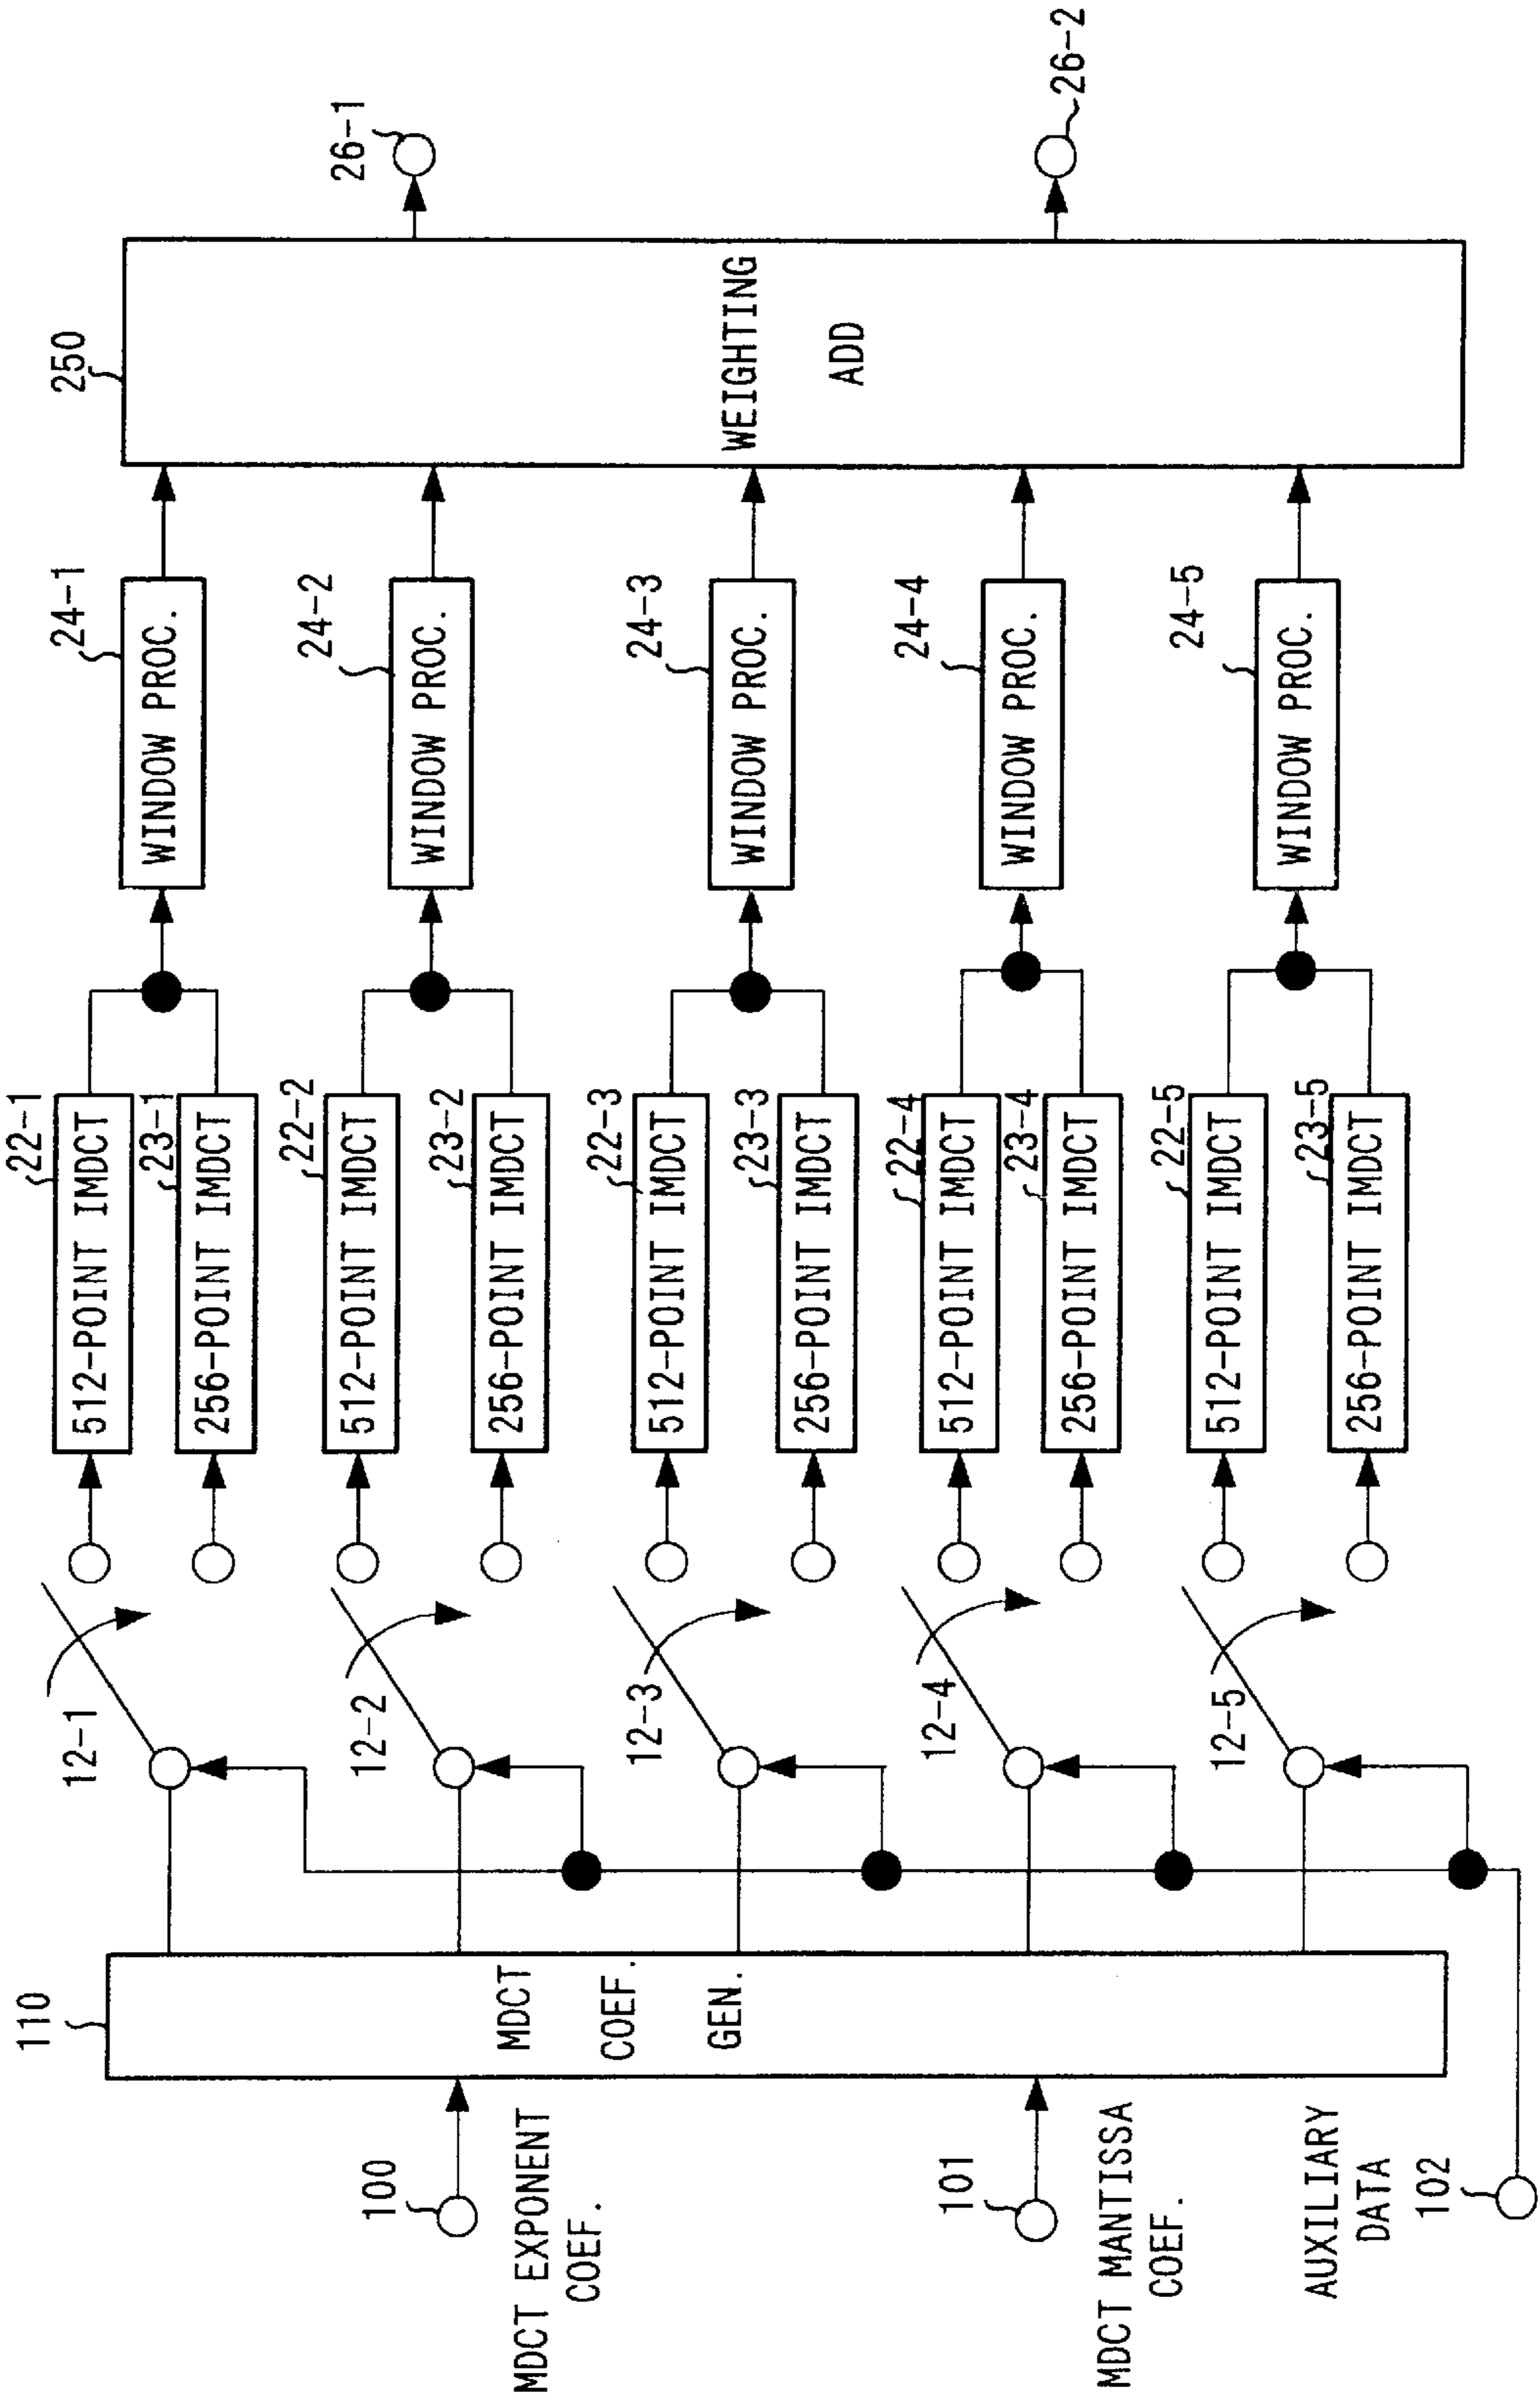 100
MDCT EXPONENT
COEF.
101
MDCT MANTISSA
COEF.
AUXILIARY
DATA
102
110
MDCT
COEF.
GEN.
12-1
12-2
12-3
12-4
12-5
22-1
512-POINT IMDCT
23-1
256-POINT IMDCT
22-2
512-POINT IMDCT
23-2
256-POINT IMDCT
22-3
512-POINT IMDCT
23-3
256-POINT IMDCT
22-4
512-POINT IMDCT
23-4
256-POINT IMDCT
22-5
512-POINT IMDCT
23-5
256-POINT IMDCT
24-1
WINDOW PROC.
24-2
WINDOW PROC.
24-3
WINDOW PROC.
24-4
WINDOW PROC.
24-5
WINDOW PROC.
250
WEIGHTING
ADD
26-1
26-2